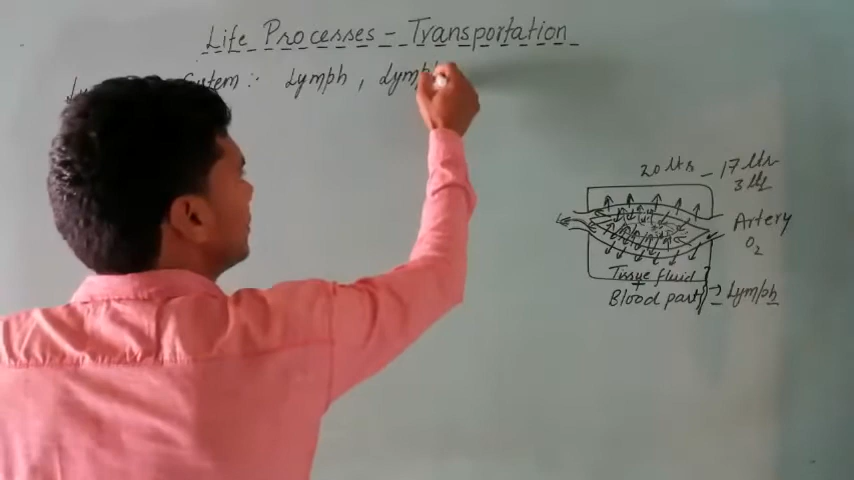 Life Processes - Transportation
System :- Lymph, Lymph
20 lts - 17 ltr
3 ltr
Artery
O2
Tissue fluid
+
Blood part
Lymph